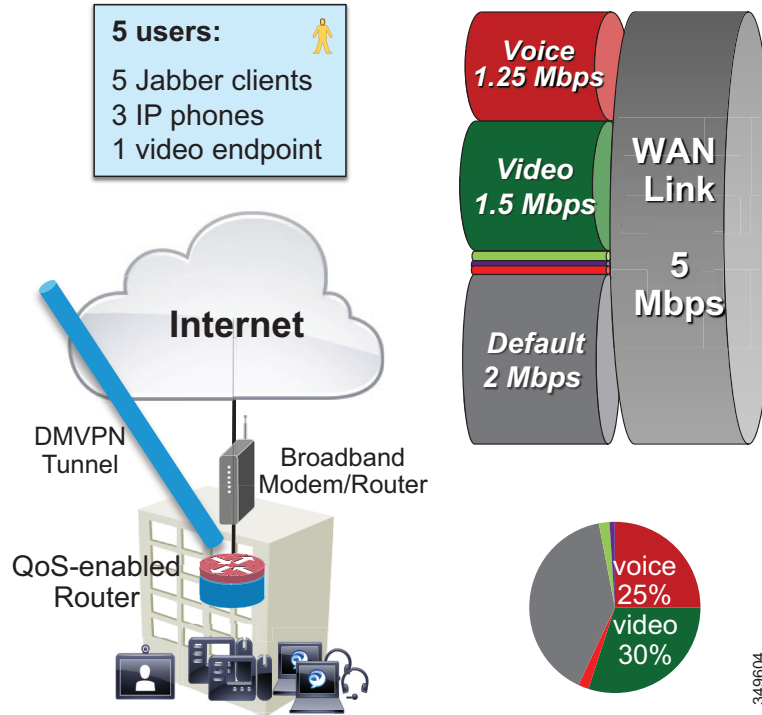 5 users:
5 Jabber clients
3 IP phones
1 video endpoint
Voice
1.25 Mbps
Video
1.5 Mbps
Default
2 Mbps
WAN
Link
5
Mbps
Internet
DMVPN
Tunnel
Broadband
Modem/Router
QoS-enabled
Router
voice
25%
video
30%
349604